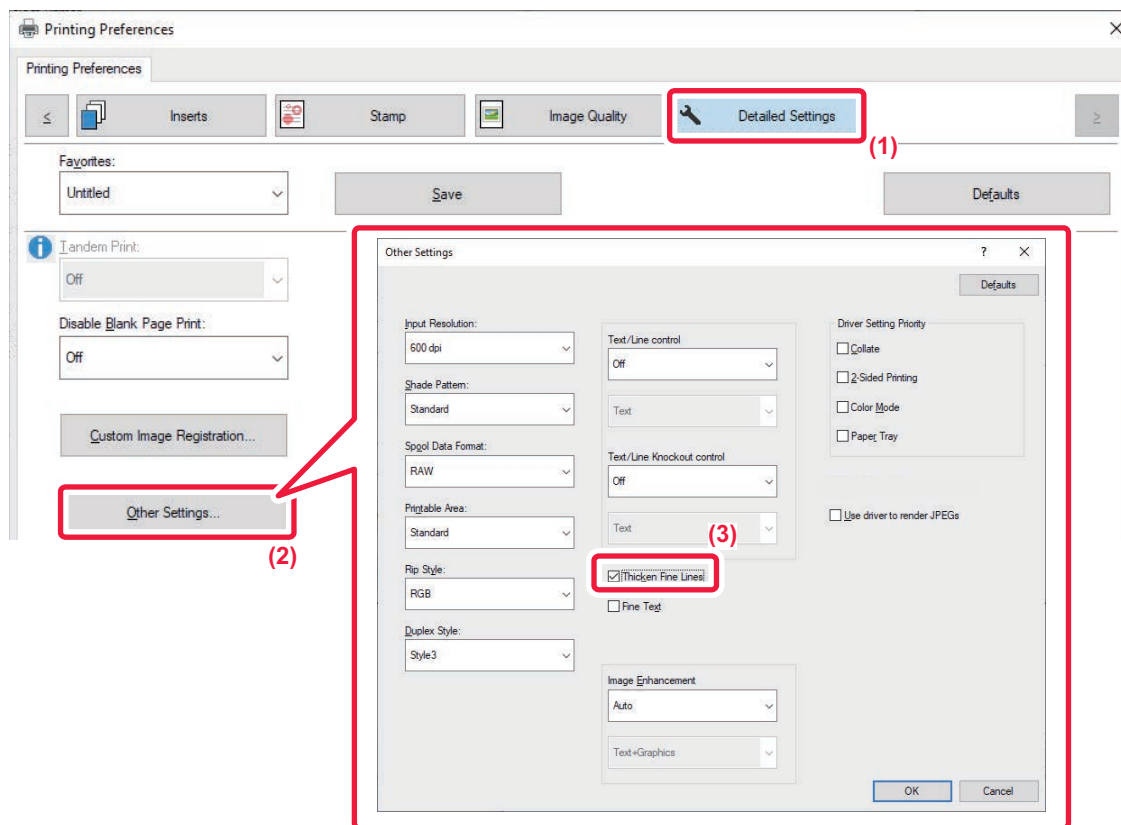 Printing Preferences
Printing Preferences
<
Inserts
Stamp
Image Quality
Detailed Settings
>
(1)
Favorites:
Untitled
Save
Defaults
Tandem Print:
Off
Disable Blank Page Print:
Off
Custom Image Registration...
Other Settings...
(2)
Other Settings
?
Defaults
Input Resolution:
600 dpi
Shade Pattern:
Standard
Spool Data Format:
RAW
Printable Area:
Standard
Rip Style:
RGB
Duplex Style:
Style3
Text/Line control
Off
Text
Text/Line Knockout control
Off
Text
(3)
Thicken Fine Lines
Fine Text
Image Enhancement
Auto
Text+Graphics
Driver Setting Priority
Collate
2-Sided Printing
Color Mode
Paper Tray
Use driver to render JPEGs
OK
Cancel